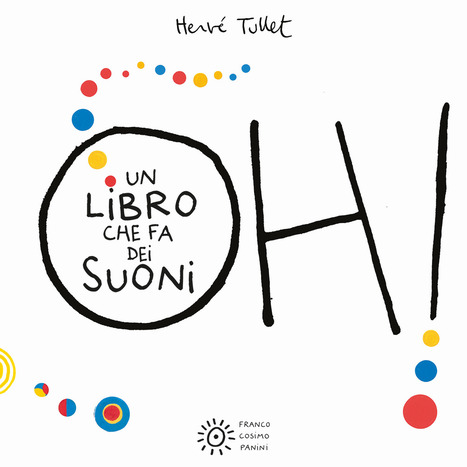 Hervé Tullet
OH!
UN
LiBRO
CHE FA
DEi
SUONi
FRANCO
COSIMO
PANINI